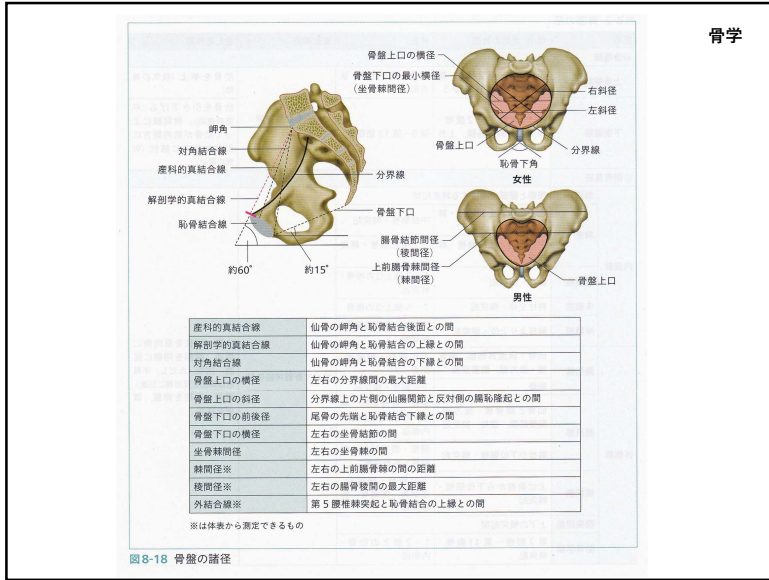 骨学
骨盤上口の横径
骨盤下口の最小横径
（坐骨棘間径）
右斜径
左斜径
骨盤上口
分界線
恥骨下角
女性
岬角
対角結合線
産科的真結合線
分界線
解剖学的真結合線
恥骨結合線
骨盤下口
約60°
約15°
腸骨結節間径
（稜間径）
上前腸骨棘間径
（棘間径）
骨盤上口
男性
産科的真結合線 仙骨の岬角と恥骨結合後面との間
解剖学的真結合線 仙骨の岬角と恥骨結合の上縁との間
対角結合線 仙骨の岬角と恥骨結合の下縁との間
骨盤上口の横径 左右の分界線間の最大距離
骨盤上口の斜径 分界線上の片側の仙腸関節と反対側の腸恥隆起との間
骨盤下口の前後径 尾骨の先端と恥骨結合下縁との間
骨盤下口の横径 左右の坐骨結節の間
坐骨棘間径 左右の坐骨棘の間
棘間径※ 左右の上前腸骨棘の間の距離
稜間径※ 左右の腸骨稜間の最大距離
外結合線※ 第5腰椎棘突起と恥骨結合の上縁との間
※は体表から測定できるもの
図8-18 骨盤の諸径